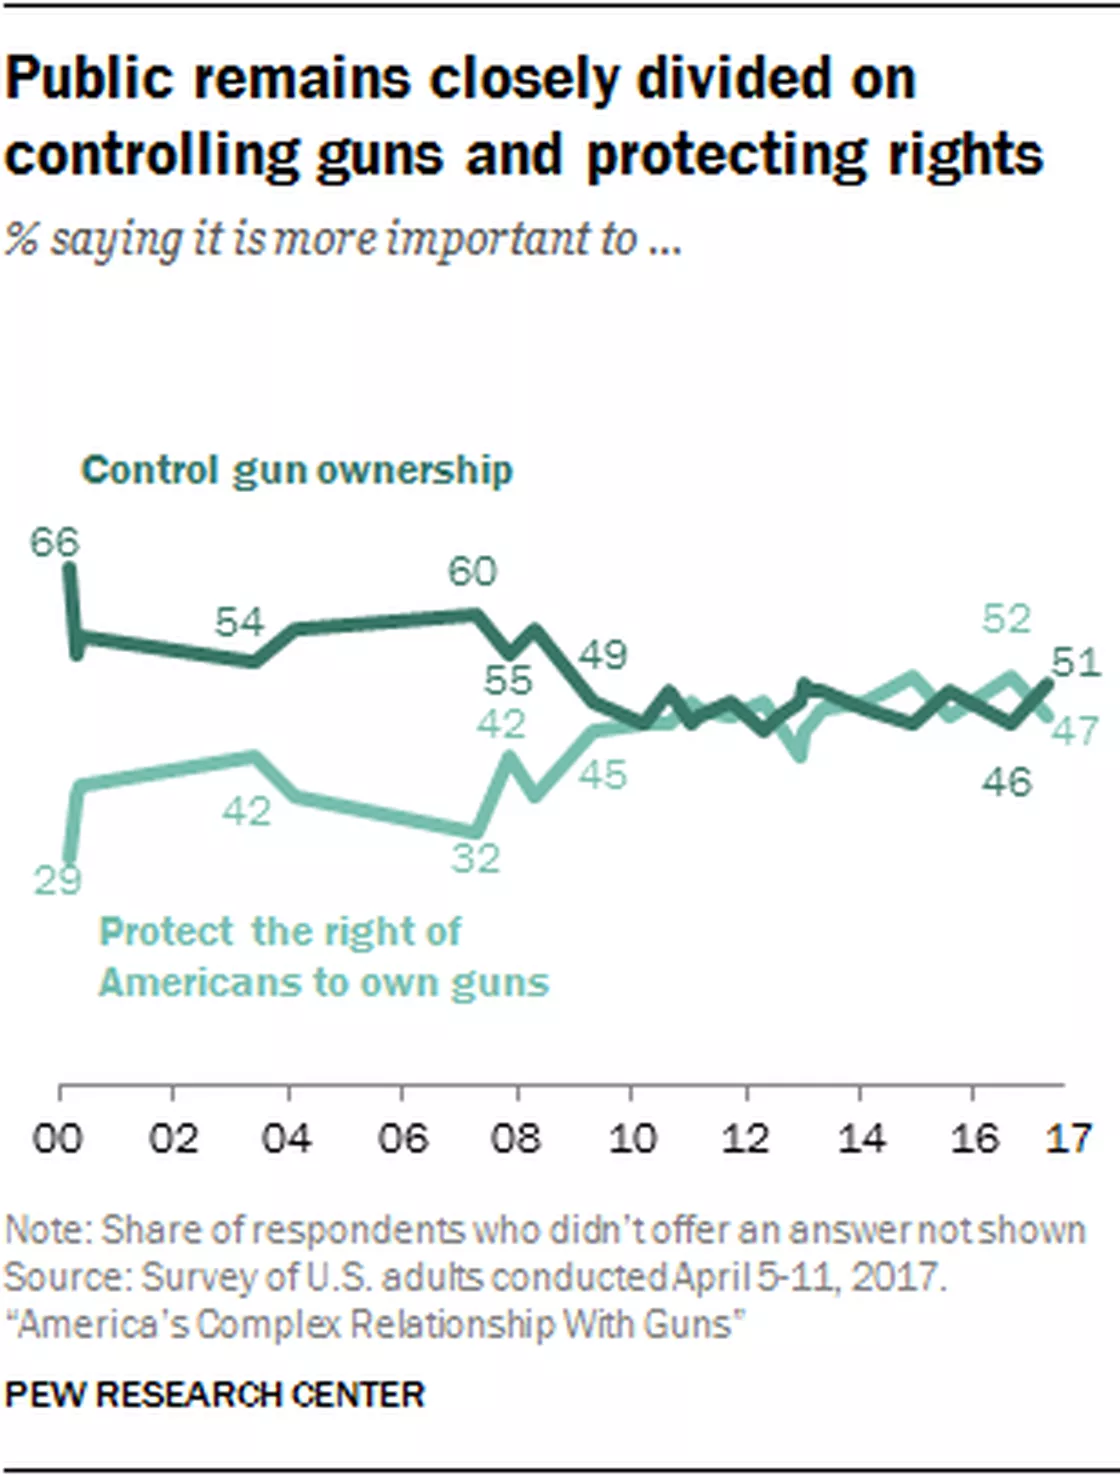 Public remains closely divided on
controlling guns and protecting rights
% saying it is more important to ...
Control gun ownership
66
60
54
52
49
51
55
42
47
45
46
42
32
29
Protect the right of
Americans to own guns
00 02 04 06 08 10 12 14 16 17
Note: Share of respondents who didn't offer an answer not shown
Source: Survey of U.S. adults conducted April 5-11, 2017.
“America's Complex Relationship With Guns”
PEW RESEARCH CENTER